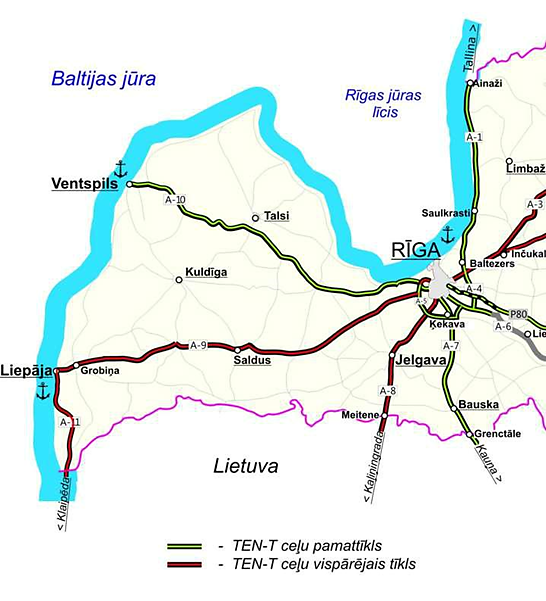 Tallina >
Baltijas jūra
Rīgas jūras
līcis
Ainaži
A-1
Limbaž
Ventspils
A-10
A-3
Talsi
Saulkrasti
RĪGA
Inčukal
Baltezers
Kuldīga
A-4
A-5
P80
Ķekava
A-6
Lie
A-7
A-9
Liepāja
Grobiņa
Saldus
Jelgava
A-8
Bauska
Meitene
A-11
Grenctāle
Lietuva
Kauņa >
< Kaļiņingrada
< Klaipēda
- TEN-T ceļu pamattīkls
- TEN-T ceļu vispārējais tīkls